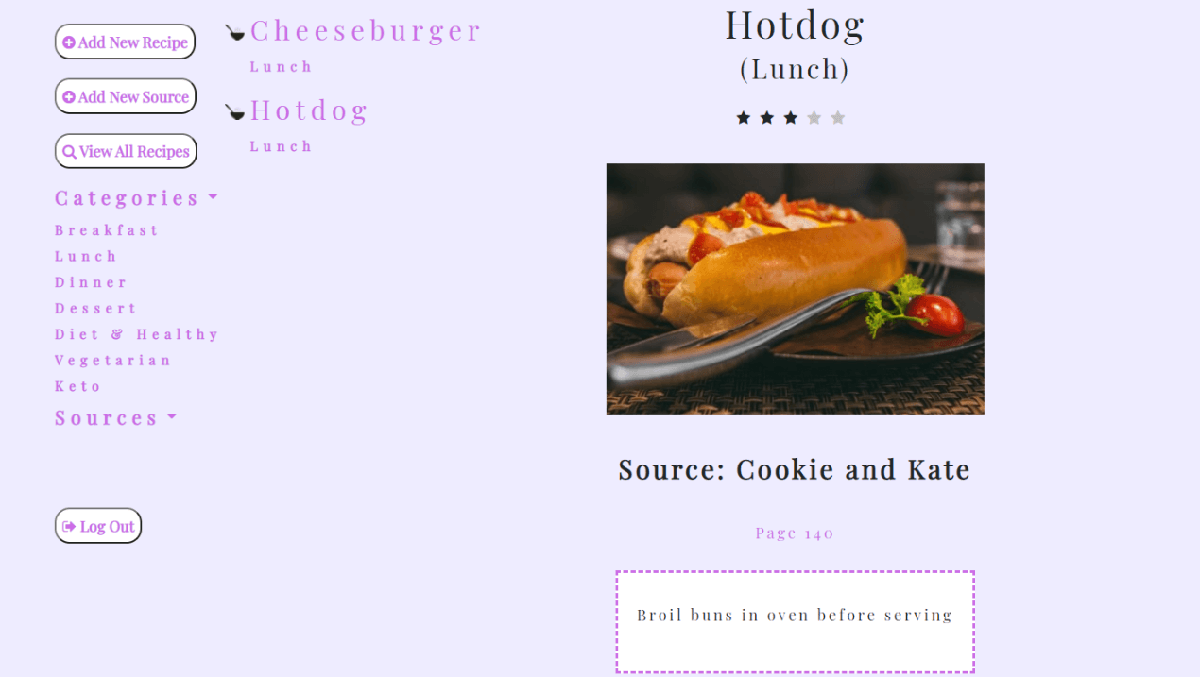 Add New Recipe
Add New Source
View All Recipes
Categories
Breakfast
Lunch
Dinner
Dessert
Diet & Healthy
Vegetarian
Keto
Sources
Log Out
Cheeseburger
Lunch
Hotdog
Lunch
Hotdog
(Lunch)
Source: Cookie and Kate
Page 140
Broil buns in oven before serving